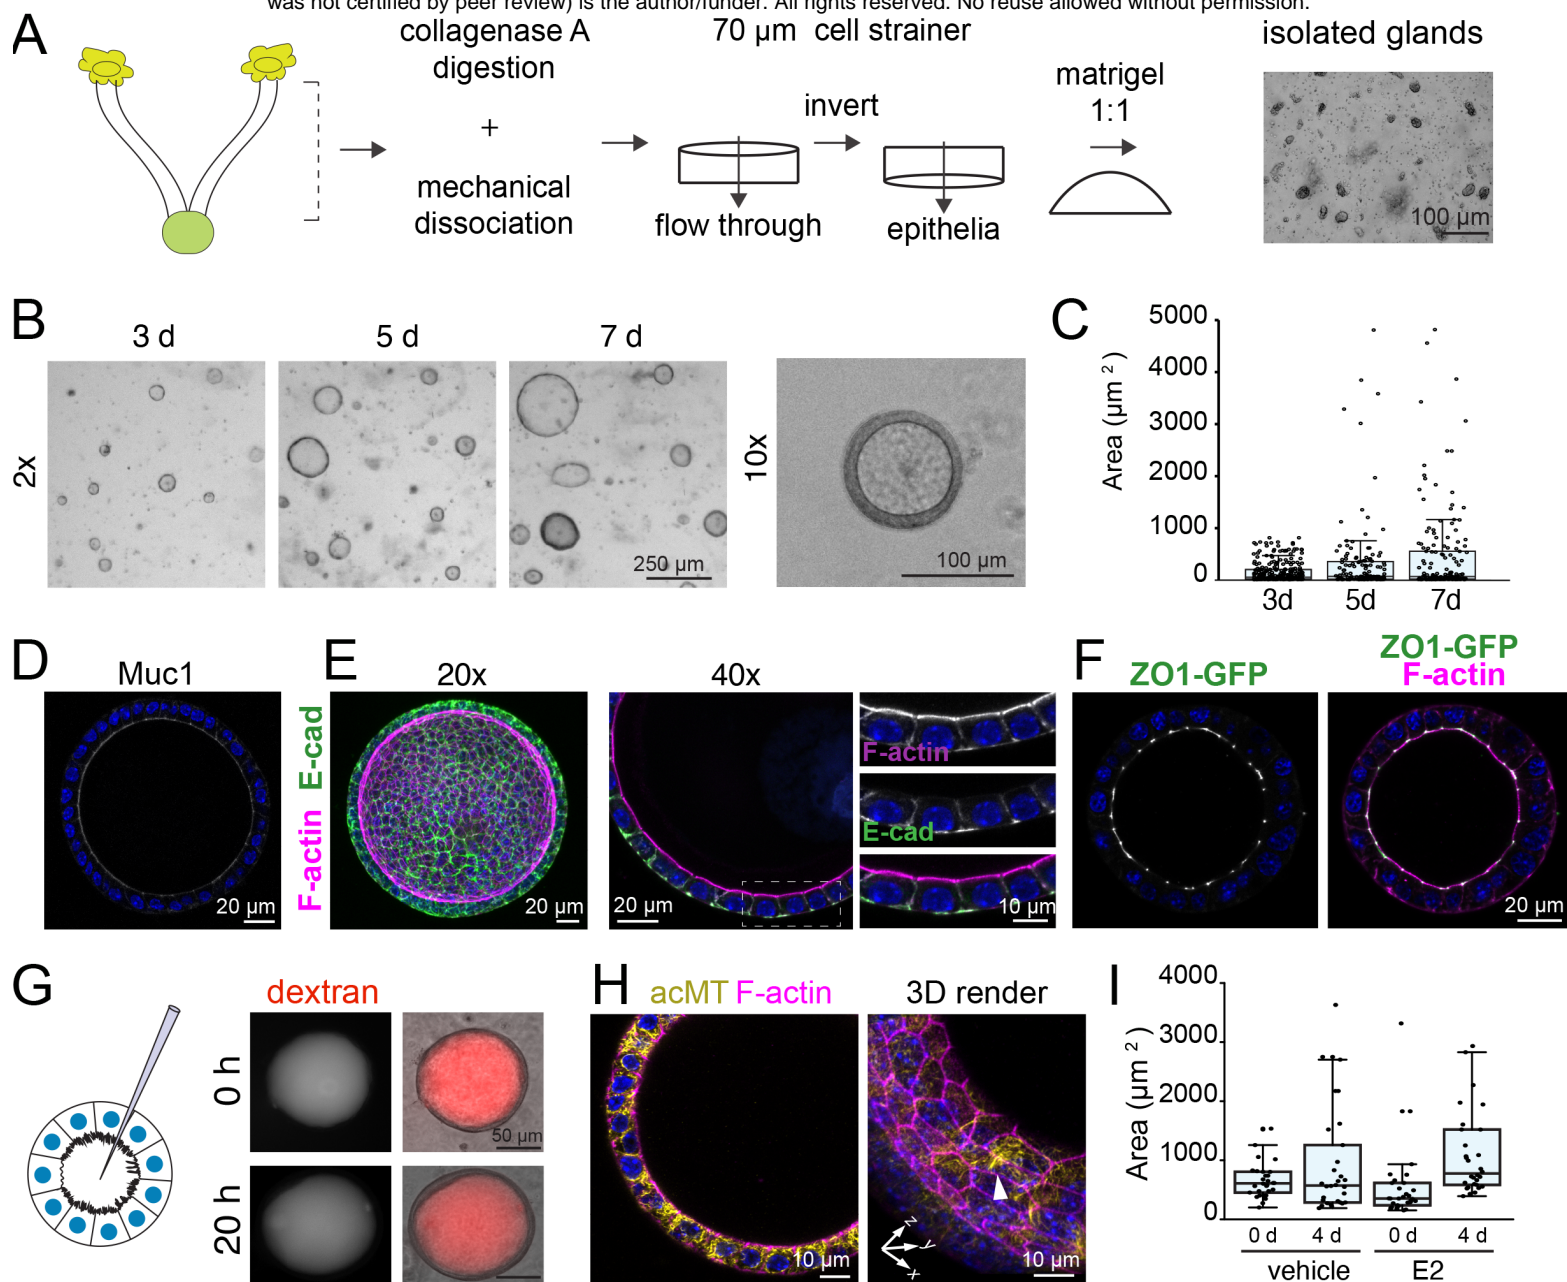 was not certified by peer review) is the author/funder. All rights reserved. No reuse allowed without permission.
A
collagenase A
digestion
+
mechanical
dissociation
70 µm cell strainer
flow through
invert
epithelia
matrigel
1:1
isolated glands
100 µm
B
3 d
5 d
7 d
2x
250 µm
10x
100 µm
C
Area (µm 2 )
5000
4000
3000
2000
1000
0
3d
5d
7d
D
Muc1
20 µm
E
F-actin E-cad
20x
20 µm
40x
20 µm
F-actin
E-cad
10 µm
F
ZO1-GFP
ZO1-GFP
F-actin
20 µm
G
dextran
0 h
50 µm
20 h
H
acMT F-actin
10 µm
3D render
z
y
x
10 µm
I
Area (µm 2 )
4000
3000
2000
1000
0
0 d
4 d
0 d
4 d
vehicle
E2